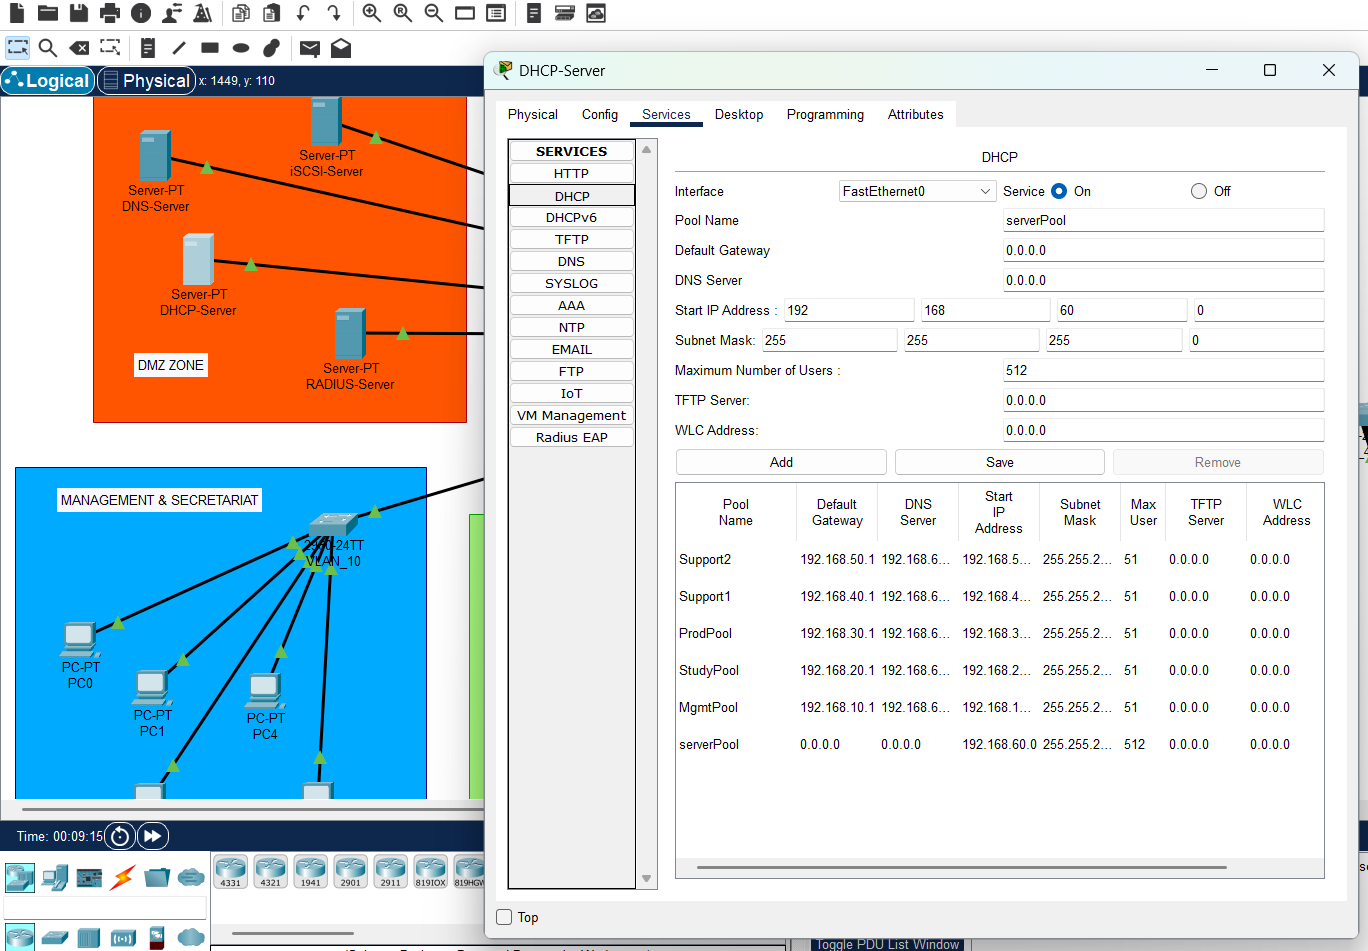 Logical
Physical
x: 1449, y: 110
Server-PT
iSCSI-Server
Server-PT
DNS-Server
Server-PT
DHCP-Server
Server-PT
RADIUS-Server
DMZ ZONE
MANAGEMENT & SECRETARIAT
2960-24TT
VLAN_10
PC-PT
PC0
PC-PT
PC1
PC-PT
PC4
Time: 00:09:15
4331
4321
1941
2901
2911
819IOX
819HGW
DHCP-Server
Physical
Config
Services
Desktop
Programming
Attributes
SERVICES
HTTP
DHCP
DHCPv6
TFTP
DNS
SYSLOG
AAA
NTP
EMAIL
FTP
IoT
VM Management
Radius EAP
DHCP
Interface FastEthernet0 Service On Off
Pool Name serverPool
Default Gateway 0.0.0.0
DNS Server 0.0.0.0
Start IP Address : 192 168 60 0
Subnet Mask: 255 255 255 0
Maximum Number of Users : 512
TFTP Server: 0.0.0.0
WLC Address: 0.0.0.0
Add Save Remove
Pool Name Default Gateway DNS Server Start IP Address Subnet Mask Max User TFTP Server WLC Address
Support2 192.168.50.1 192.168.6... 192.168.5... 255.255.2... 51 0.0.0.0 0.0.0.0
Support1 192.168.40.1 192.168.6... 192.168.4... 255.255.2... 51 0.0.0.0 0.0.0.0
ProdPool 192.168.30.1 192.168.6... 192.168.3... 255.255.2... 51 0.0.0.0 0.0.0.0
StudyPool 192.168.20.1 192.168.6... 192.168.2... 255.255.2... 51 0.0.0.0 0.0.0.0
MgmtPool 192.168.10.1 192.168.6... 192.168.1... 255.255.2... 51 0.0.0.0 0.0.0.0
serverPool 0.0.0.0 0.0.0.0 192.168.60.0 255.255.2... 512 0.0.0.0 0.0.0.0
Top
Toggle PDU List Window